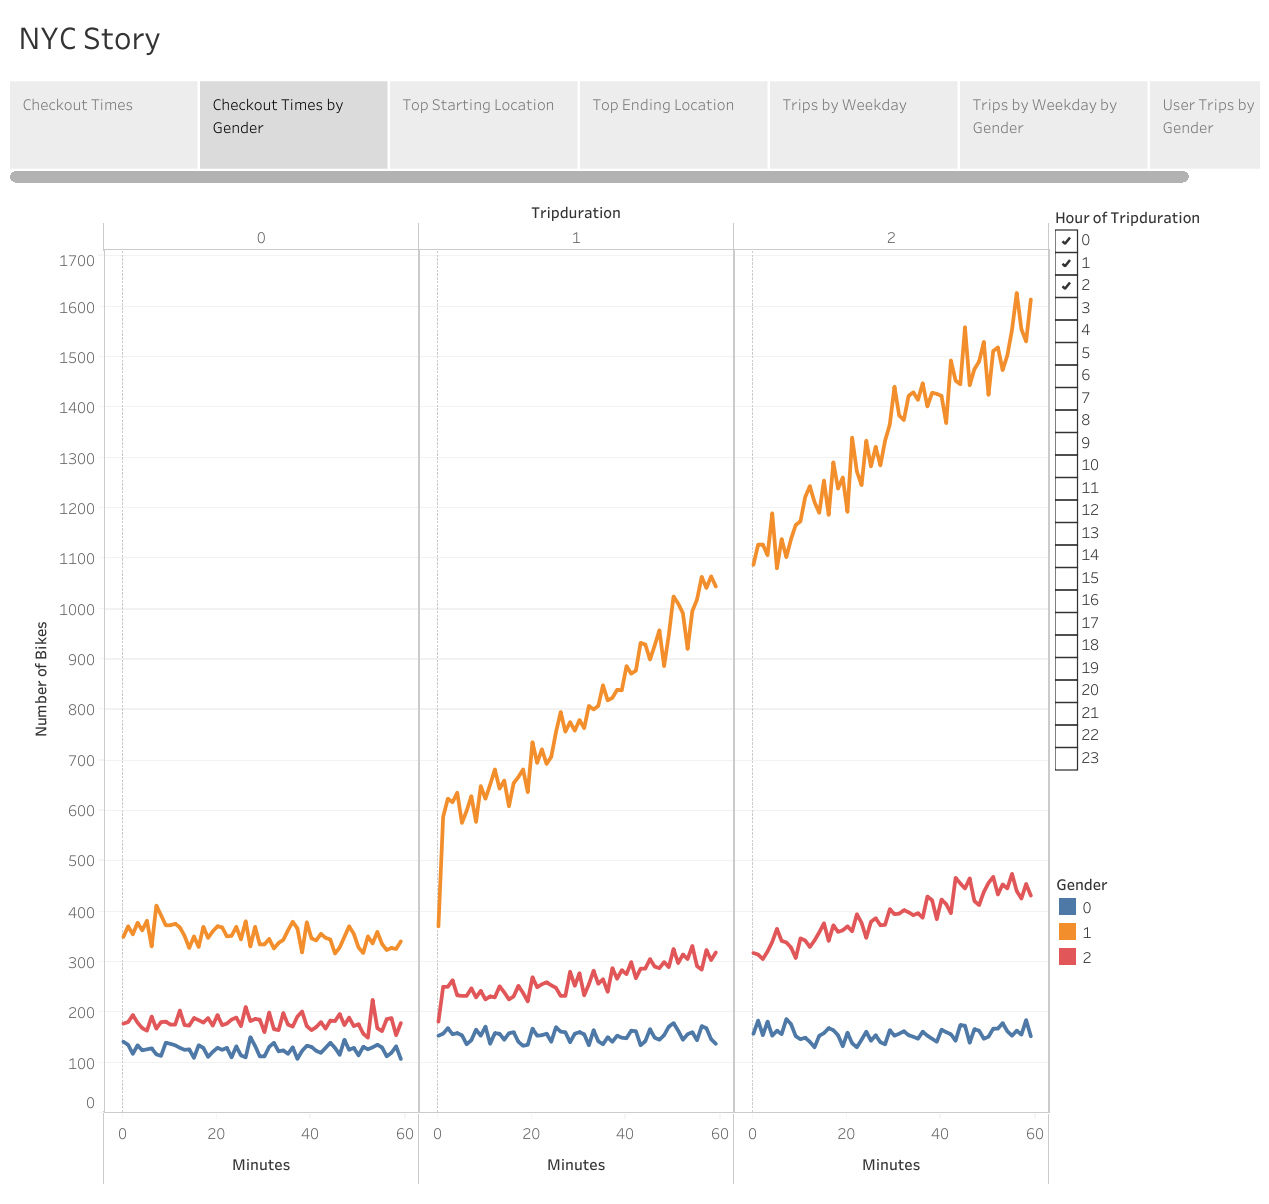 NYC Story
Checkout Times
Checkout Times by
Gender
Top Starting Location
Top Ending Location
Trips by Weekday
Trips by Weekday by
Gender
User Trips by
Gender
Tripduration
0
1
2
Number of Bikes
1700
1600
1500
1400
1300
1200
1100
1000
900
800
700
600
500
400
300
200
100
0
0 20 40 60
0 20 40 60
0 20 40 60
Minutes
Minutes
Minutes
Hour of Tripduration
0
1
2
3
4
5
6
7
8
9
10
11
12
13
14
15
16
17
18
19
20
21
22
23
Gender
0
1
2